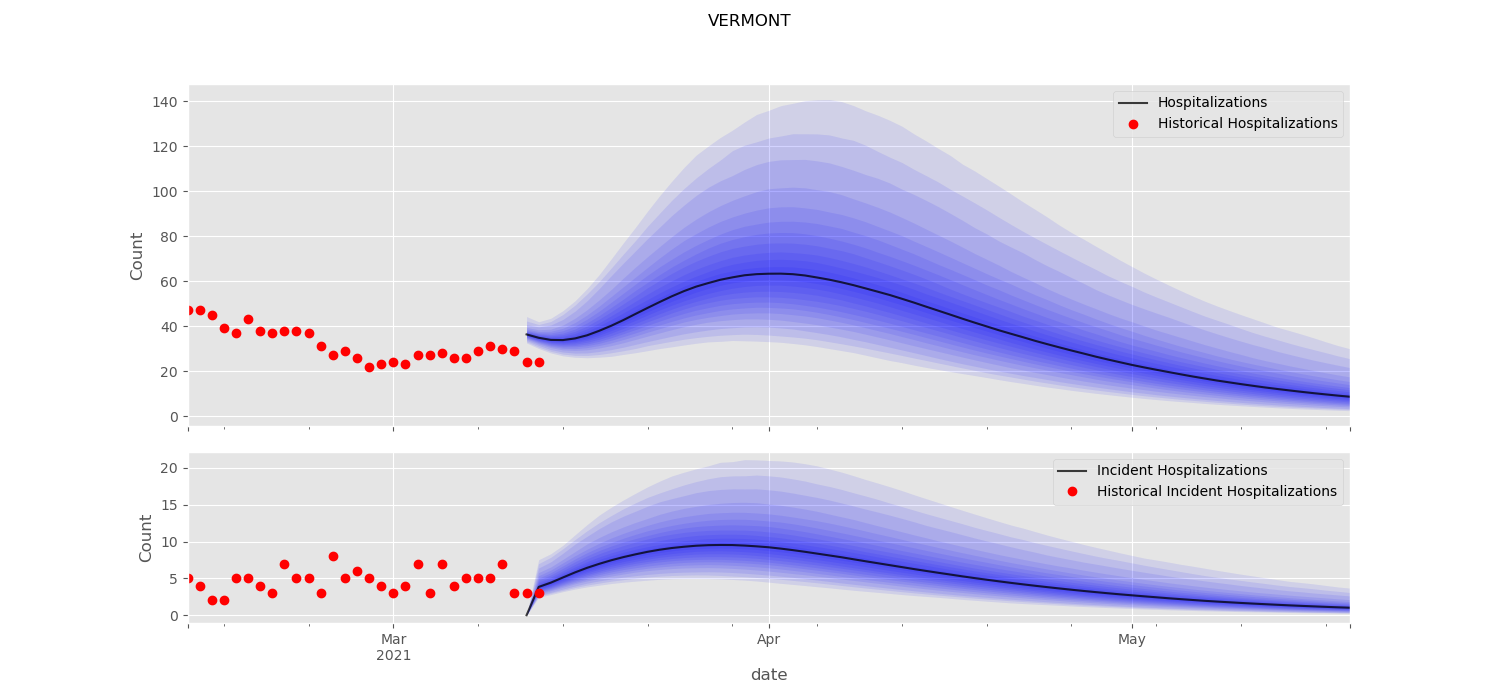 VERMONT
140
120
100
80
60
40
20
0
Count
Hospitalizations
Historical Hospitalizations
20
15
10
5
0
Count
Incident Hospitalizations
Historical Incident Hospitalizations
Mar
2021
Apr
May
date